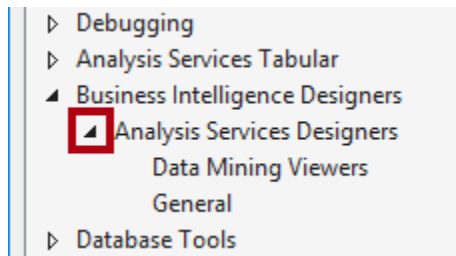 Debugging
Analysis Services Tabular
Business Intelligence Designers
Analysis Services Designers
Data Mining Viewers
General
Database Tools